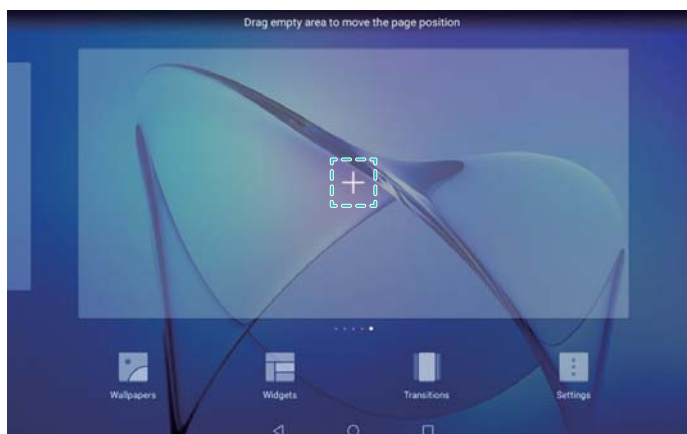 Drag empty area to move the page position
Wallpapers
Widgets
Transitions
Settings